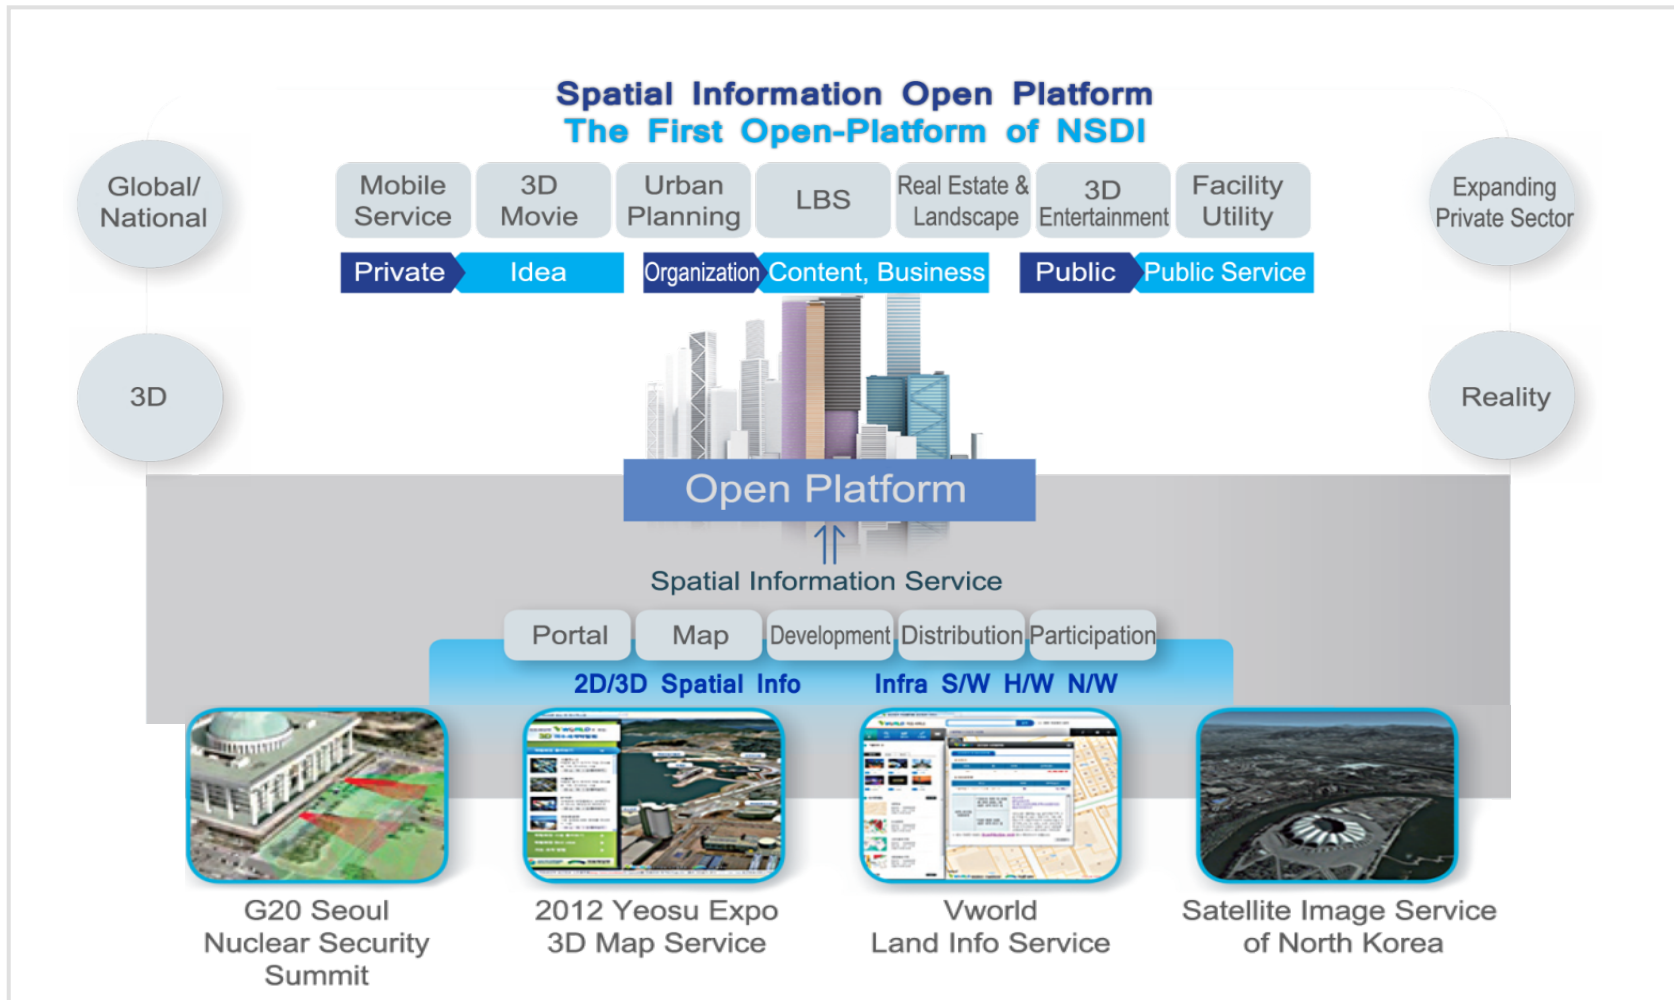 Spatial Information Open Platform
The First Open-Platform of NSDI
Global/
National
Mobile
Service
3D
Movie
Urban
Planning
LBS
Real Estate &
Landscape
3D
Entertainment
Facility
Utility
Expanding
Private Sector
Private
Idea
Organization
Content, Business
Public
Public Service
3D
Reality
Open Platform
Spatial Information Service
Portal
Map
Development
Distribution
Participation
2D/3D Spatial Info
Infra S/W H/W N/W
G20 Seoul
Nuclear Security
Summit
2012 Yeosu Expo
3D Map Service
Vworld
Land Info Service
Satellite Image Service
of North Korea